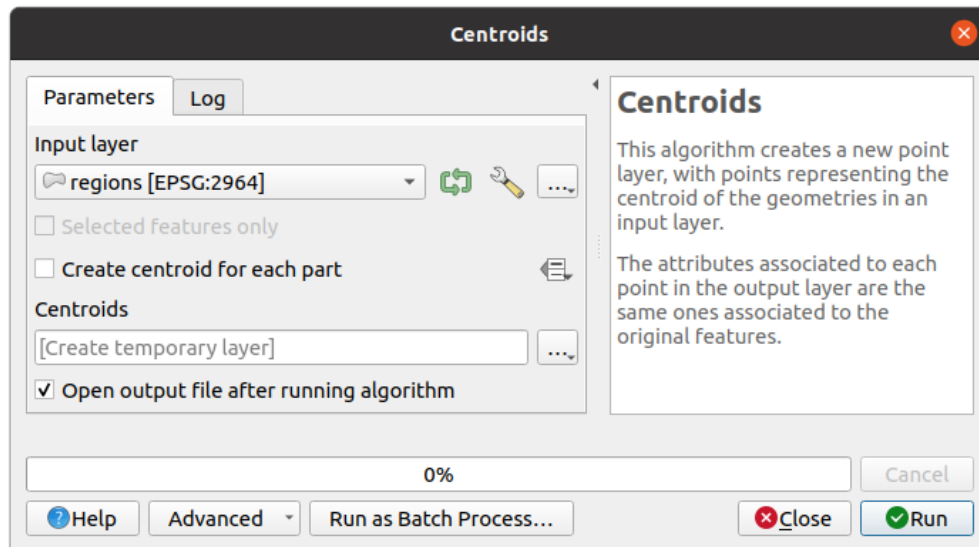 Centroids
Parameters
Log
Input layer
regions [EPSG:2964]
...
Selected features only
Create centroid for each part
Centroids
[Create temporary layer]
...
Open output file after running algorithm
Centroids
This algorithm creates a new point
layer, with points representing the
centroid of the geometries in an
input layer.
The attributes associated to each
point in the output layer are the
same ones associated to the
original features.
0%
Cancel
Help
Advanced
Run as Batch Process...
Close
Run